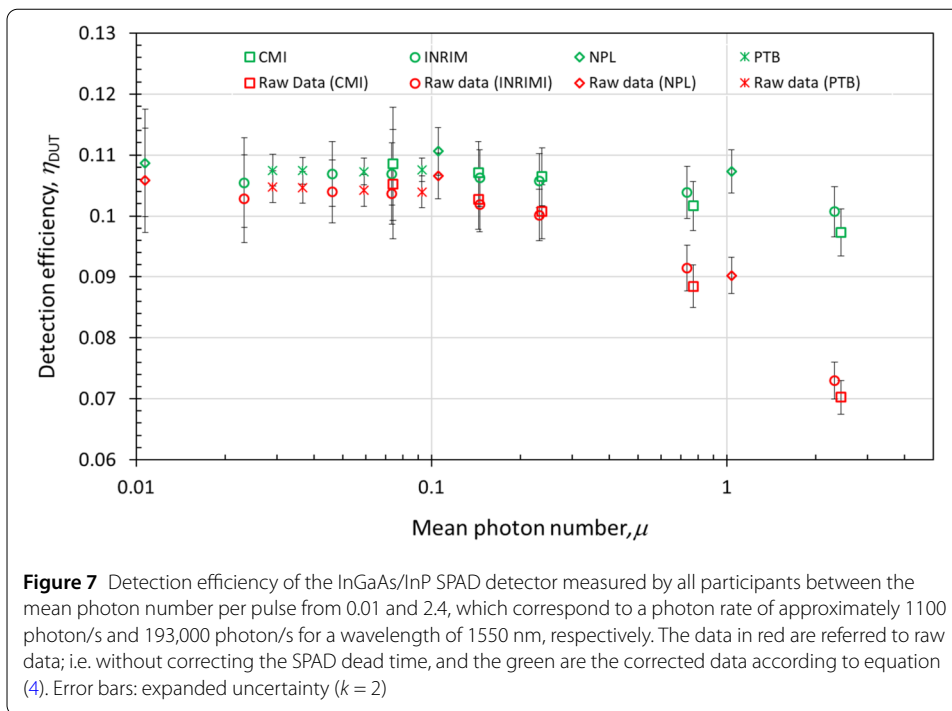 0.13
CMI INRIM NPL PTB
Raw Data (CMI) Raw data (INRIMI) Raw data (NPL) Raw data (PTB)
0.12
0.11
0.1
0.09
0.08
0.07
0.06
Detection efficiency, ηDUT
0.01 0.1 1
Mean photon number,μ
Figure 7 Detection efficiency of the InGaAs/InP SPAD detector measured by all participants between the
mean photon number per pulse from 0.01 and 2.4, which correspond to a photon rate of approximately 1100
photon/s and 193,000 photon/s for a wavelength of 1550 nm, respectively. The data in red are referred to raw
data; i.e. without correcting the SPAD dead time, and the green are the corrected data according to equation
(4). Error bars: expanded uncertainty (k = 2)